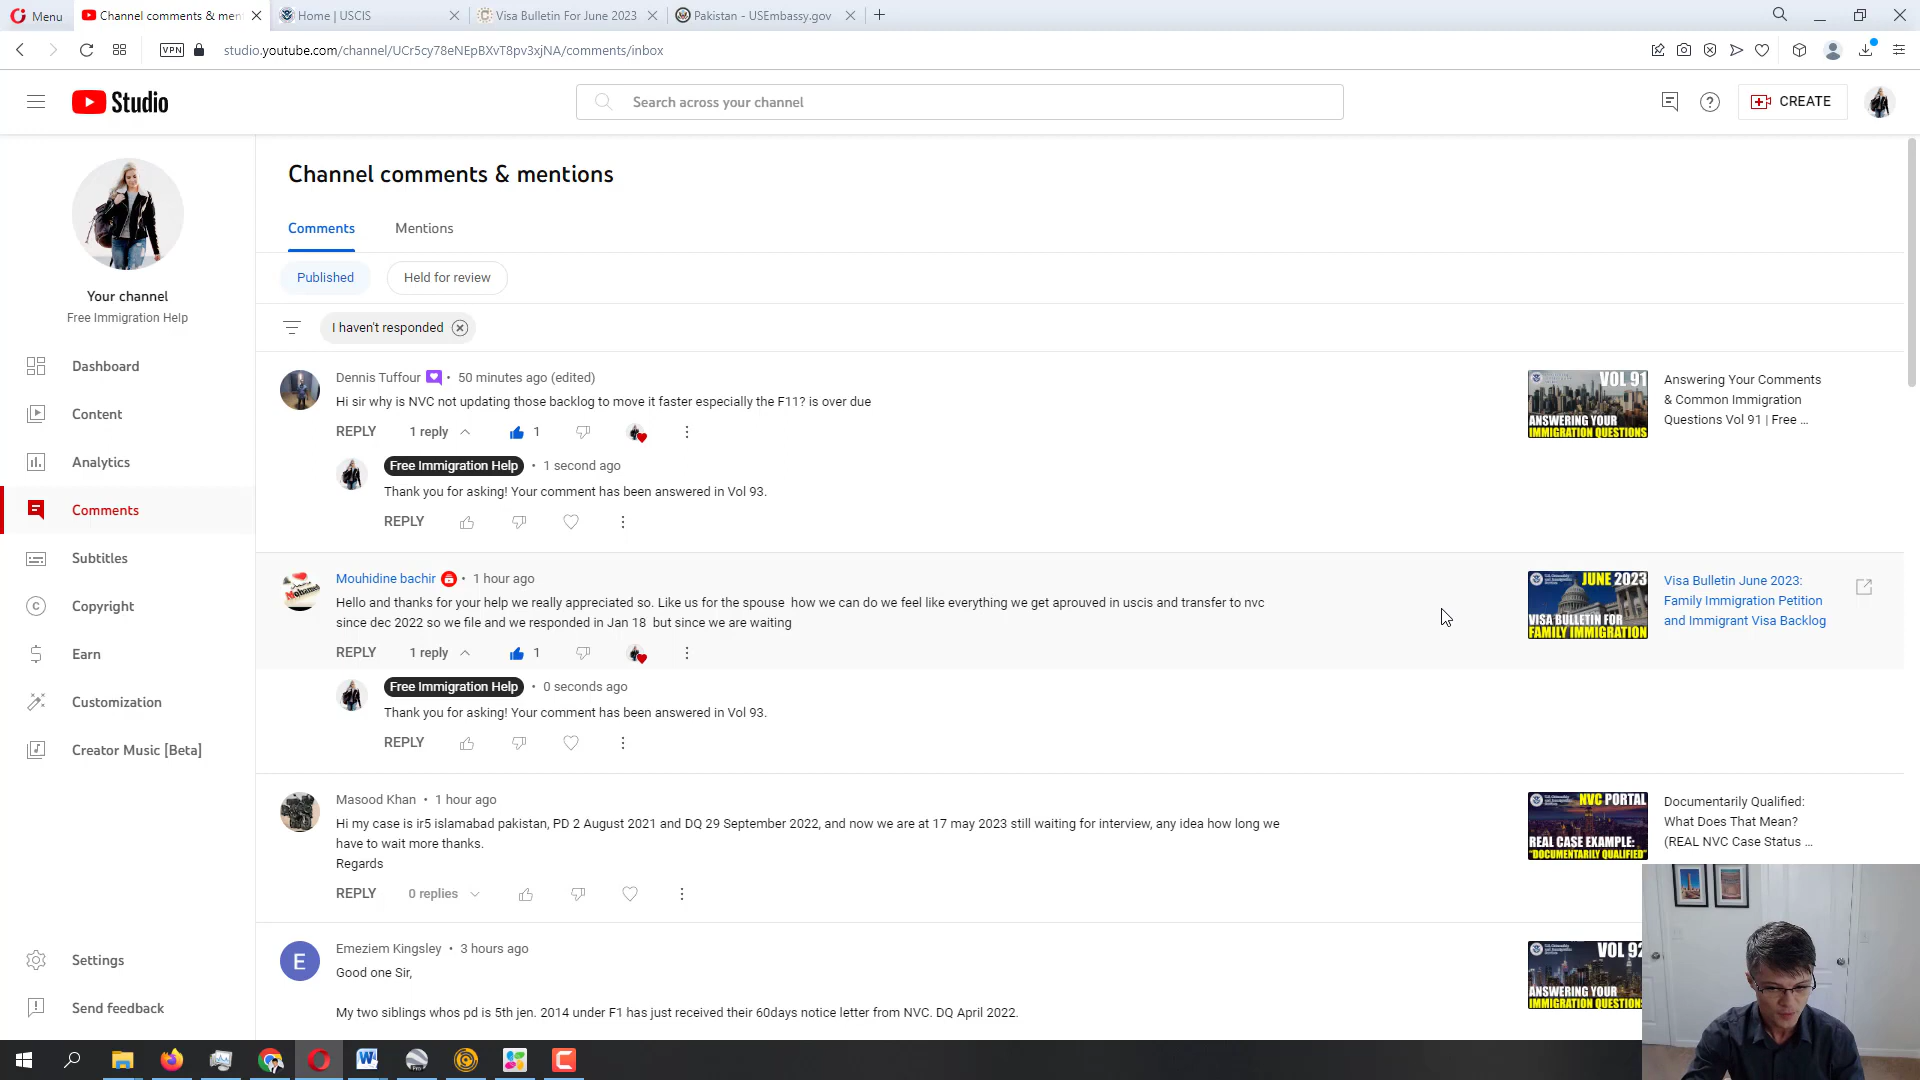 Menu
Channel comments & men
Home | USCIS
Visa Bulletin For June 2023
Pakistan - USEmbassy.gov
VPN
studio.youtube.com/channel/UCr5cy78eNEpBXvT8pv3xjNA/comments/inbox
Studio
Search across your channel
CREATE
Your channel
Free Immigration Help
Dashboard
Content
Analytics
Comments
Subtitles
Copyright
Earn
Customization
Creator Music [Beta]
Settings
Send feedback
Channel comments & mentions
Comments
Mentions
Published
Held for review
I haven't responded
Dennis Tuffour • 50 minutes ago (edited)
Hi sir why is NVC not updating those backlog to move it faster especially the F11? is over due
REPLY 1 reply 1
Free Immigration Help • 1 second ago
Thank you for asking! Your comment has been answered in Vol 93.
REPLY
VOL 91
ANSWERING YOUR
IMMIGRATION QUESTIONS
Answering Your Comments
& Common Immigration
Questions Vol 91 | Free ...
Mouhidine bachir • 1 hour ago
Hello and thanks for your help we really appreciated so. Like us for the spouse how we can do we feel like everything we get aprouved in uscis and transfer to nvc
since dec 2022 so we file and we responded in Jan 18 but since we are waiting
REPLY 1 reply 1
Free Immigration Help • 0 seconds ago
Thank you for asking! Your comment has been answered in Vol 93.
REPLY
JUNE 2023
VISA BULLETIN FOR
FAMILY IMMIGRATION
Visa Bulletin June 2023:
Family Immigration Petition
and Immigrant Visa Backlog
Masood Khan • 1 hour ago
Hi my case is ir5 islamabad pakistan, PD 2 August 2021 and DQ 29 September 2022, and now we are at 17 may 2023 still waiting for interview, any idea how long we
have to wait more thanks.
Regards
REPLY 0 replies
NVC PORTAL
REAL CASE EXAMPLE:
"DOCUMENTARILY QUALIFIED"
Documentarily Qualified:
What Does That Mean?
(REAL NVC Case Status ...
E
Emeziem Kingsley • 3 hours ago
Good one Sir,
My two siblings whos pd is 5th jen. 2014 under F1 has just received their 60days notice letter from NVC. DQ April 2022.
VOL 92
ANSWERING YOUR
IMMIGRATION QUESTIONS